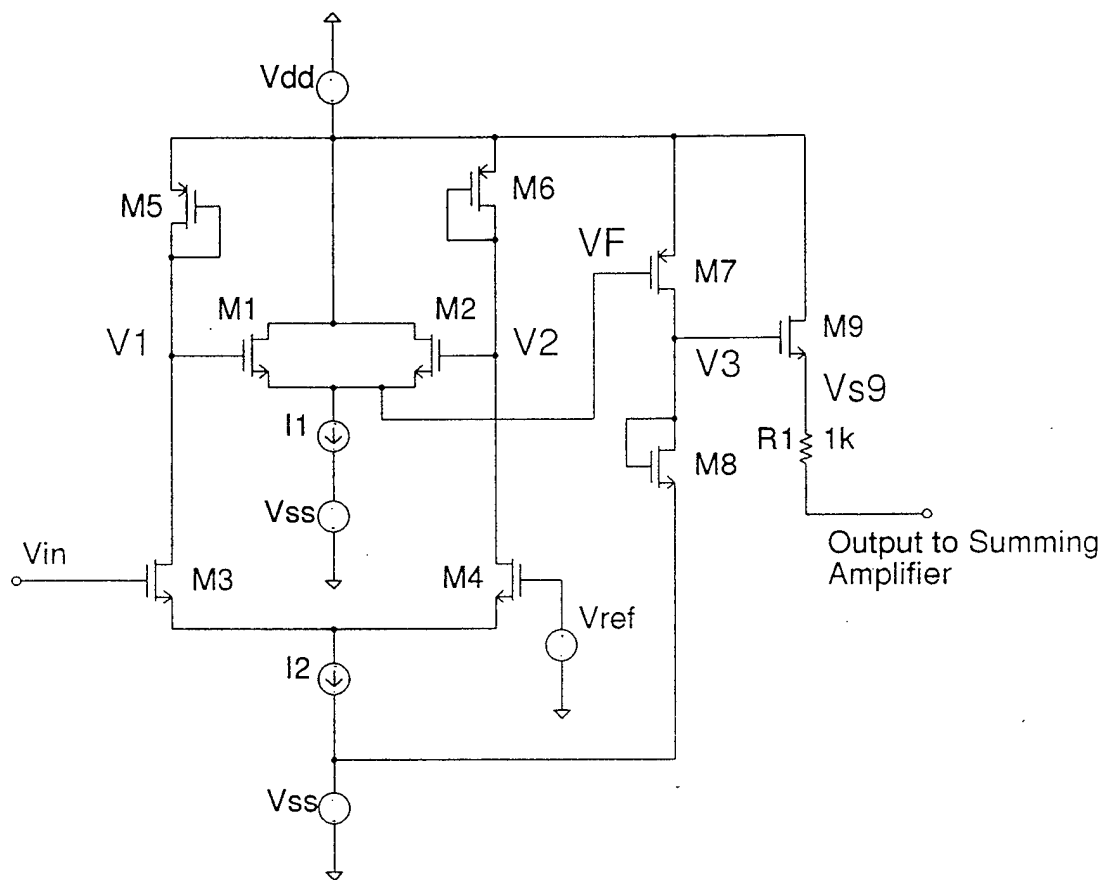 Vdd
M5
M6
VF
M7
M1
M2
V1
V2
M9
V3
Vs9
I1
R1 1k
M8
Vss
Vin
M3
M4
Output to Summing
Amplifier
Vref
I2
Vss